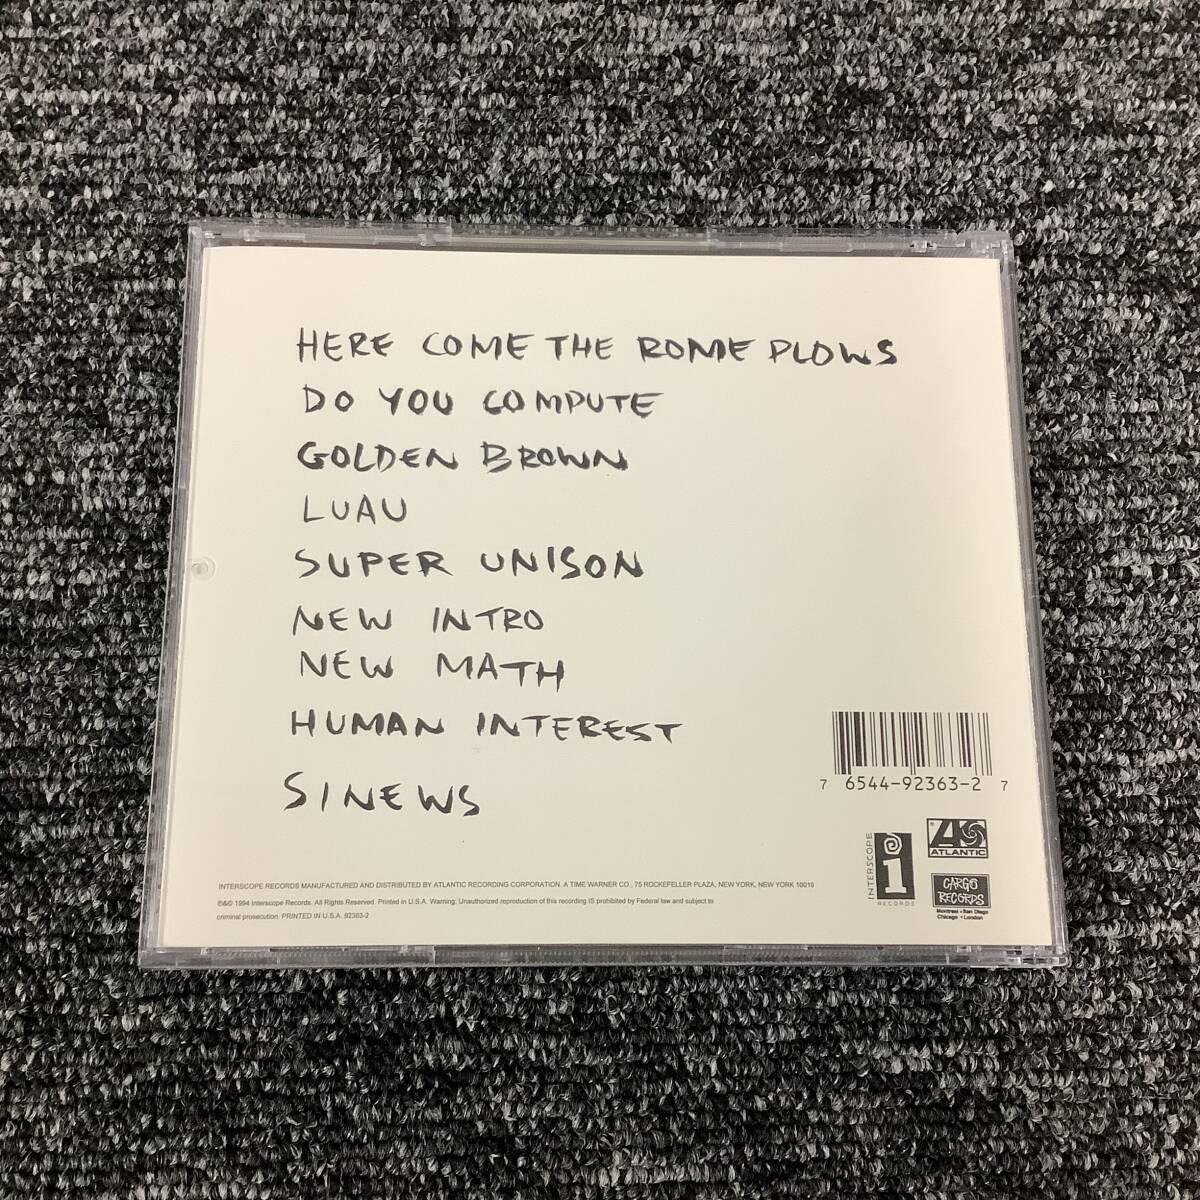 HERE COME THE ROME PLOWS
DO YOU COMPUTE
GOLDEN BROWN
LUAU
SUPER UNISON
NEW INTRO
NEW MATH
HUMAN INTEREST
SINEWS
7 6544-92363-2 7
INTERSCOPE
RECORDS
ATLANTIC
CARGO
RECORDS
Montreal • San Diego
Chicago • London
INTERSCOPE RECORDS MANUFACTURED AND DISTRIBUTED BY ATLANTIC RECORDING CORPORATION. A TIME WARNER CO., 75 ROCKEFELLER PLAZA, NEW YORK, NEW YORK 10019
℗&© 1994 Interscope Records. All Rights Reserved. Printed in U.S.A. Warning: Unauthorized reproduction of this recording IS prohibited by Federal law and subject to
criminal prosecution. PRINTED IN U.S.A. 92363-2